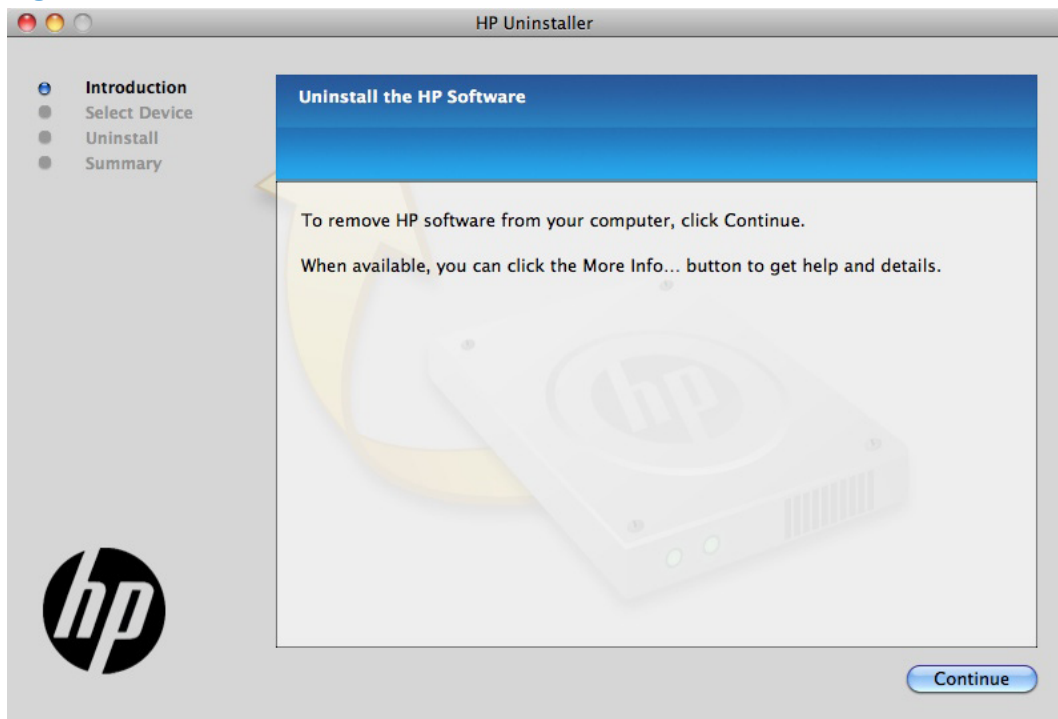 HP Uninstaller
Introduction
Select Device
Uninstall
Summary
Uninstall the HP Software
To remove HP software from your computer, click Continue.
When available, you can click the More Info... button to get help and details.
hp
hp
Continue